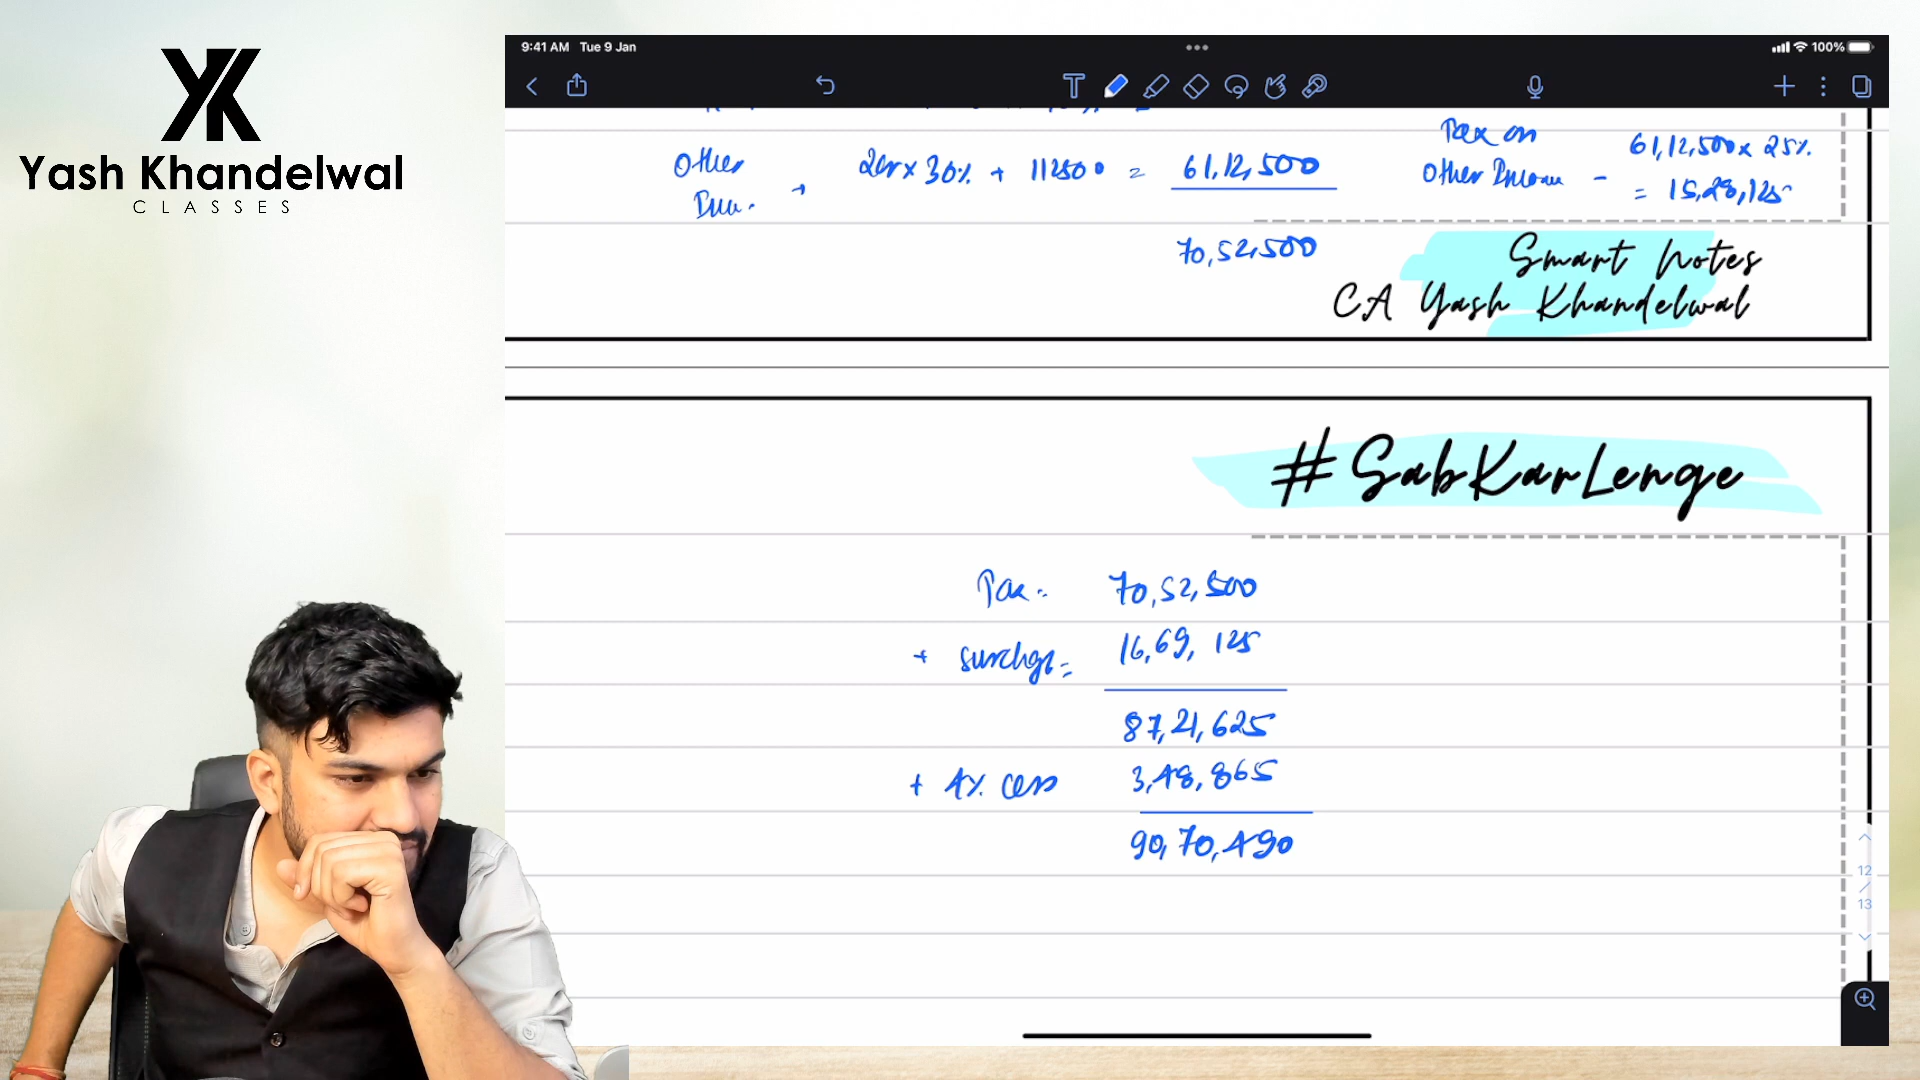 Yash Khandelwal
CLASSES
9:41 AM Tue 9 Jan
100%
Other
Inc.
2cr x 30% + 112500 = 61,12,500
Tax on
Other Income -
61,12,500 x 25%
= 15,28,125
70,52,500
Smart Notes
CA Yash Khandelwal
#SabKarLenge
Tax = 70,52,500
+ Surchge = 16,69,125
87,21,625
+ 4% cess 3,48,865
90,70,490
12
/
13